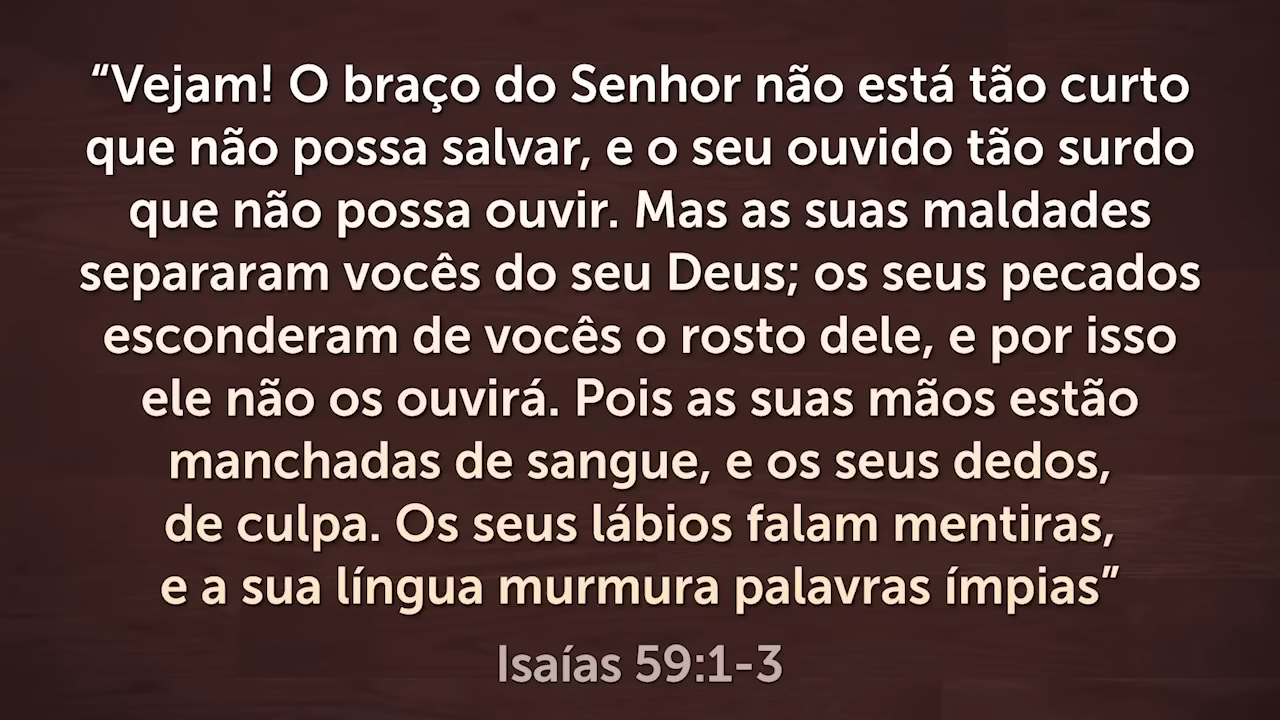 “Vejam! O braço do Senhor não está tão curto
que não possa salvar, e o seu ouvido tão surdo
que não possa ouvir. Mas as suas maldades
separaram vocês do seu Deus; os seus pecados
esconderam de vocês o rosto dele, e por isso
ele não os ouvirá. Pois as suas mãos estão
manchadas de sangue, e os seus dedos,
de culpa. Os seus lábios falam mentiras,
e a sua língua murmura palavras ímpias”
Isaías 59:1-3